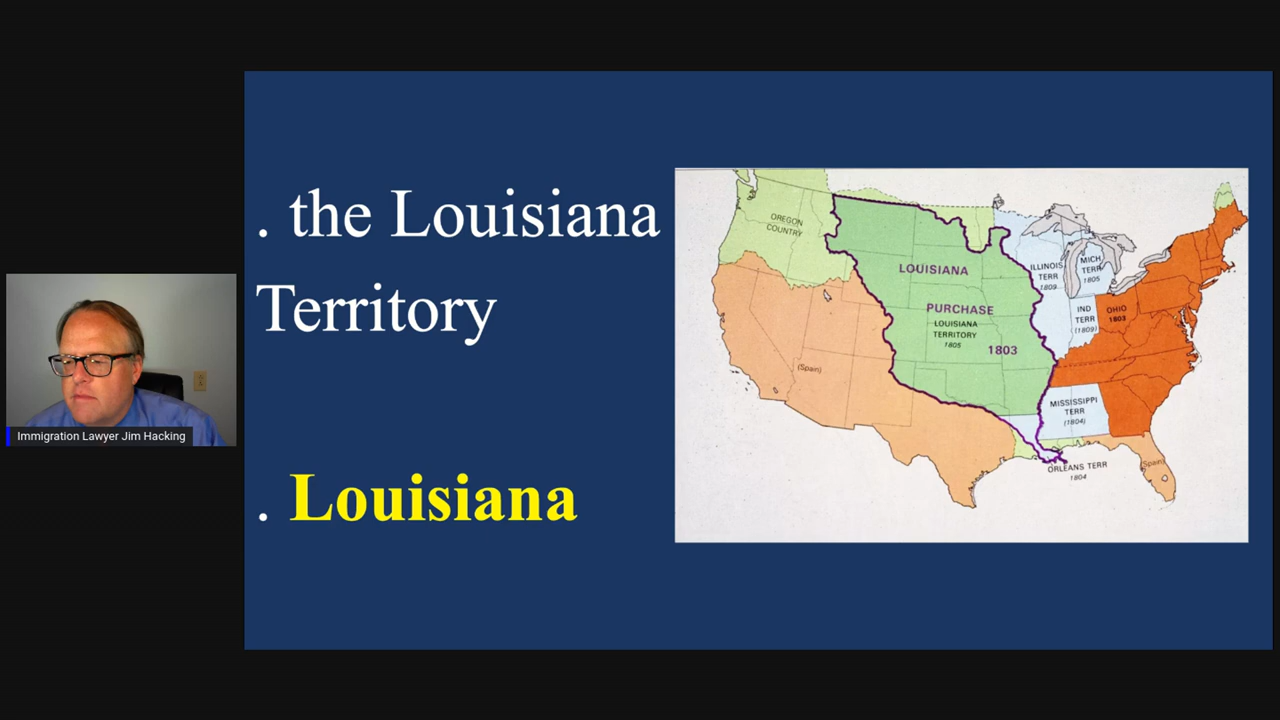 . the Louisiana
Territory
. Louisiana
Immigration Lawyer Jim Hacking
OREGON
COUNTRY
LOUISIANA
PURCHASE
LOUISIANA
TERRITORY
1805
1803
(Spain)
ILLINOIS
TERR
1809
MICH
TERR
1805
IND
TERR
(1809)
OHIO
1803
MISSISSIPPI
TERR
(1804)
ORLEANS TERR
1804
(Spain)